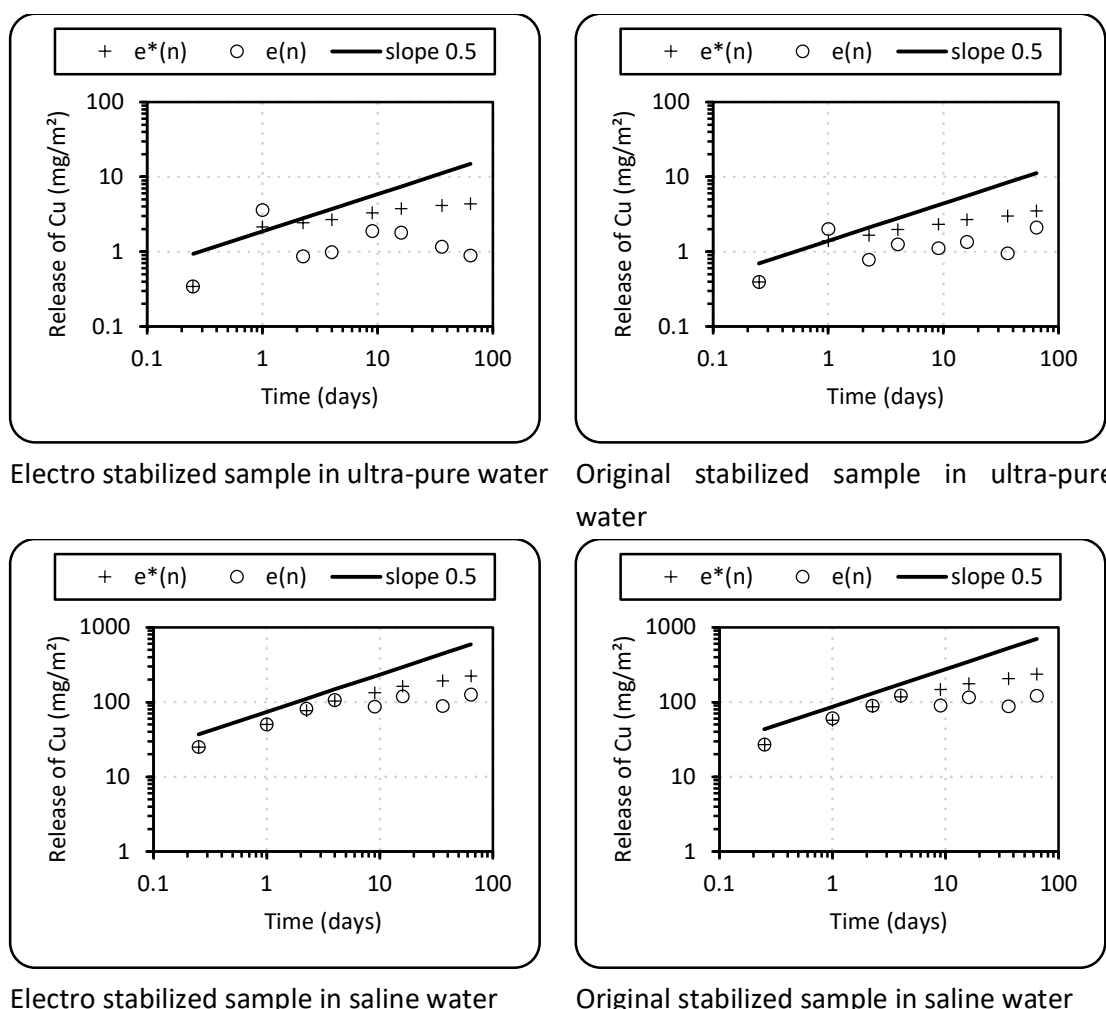 + e*(n) ○ e(n) slope 0.5
100
10
1
0.1
0.1 1 10 100
Release of Cu (mg/m²)
Time (days)
Electro stabilized sample in ultra-pure water
+ e*(n) ○ e(n) slope 0.5
100
10
1
0.1
0.1 1 10 100
Release of Cu (mg/m²)
Time (days)
Original stabilized sample in ultra-pure
water
+ e*(n) ○ e(n) slope 0.5
1000
100
10
1
0.1 1 10 100
Release of Cu (mg/m²)
Time (days)
Electro stabilized sample in saline water
+ e*(n) ○ e(n) slope 0.5
1000
100
10
1
0.1 1 10 100
Release of Cu (mg/m²)
Time (days)
Original stabilized sample in saline water